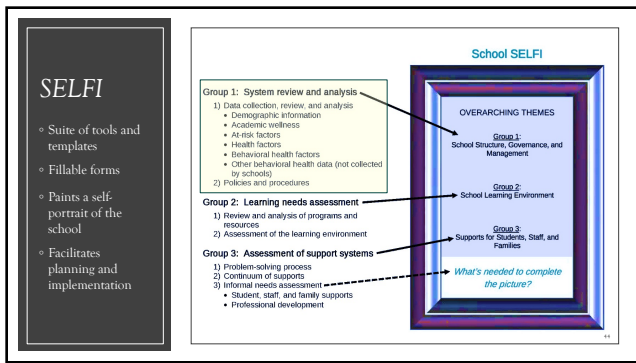 SELFI
◦ Suite of tools and
templates
◦ Fillable forms
◦ Paints a self-
portrait of the
school
◦ Facilitates
planning and
implementation
Group 1: System review and analysis
1) Data collection, review, and analysis
• Demographic information
• Academic wellness
• At-risk factors
• Health factors
• Behavioral health factors
• Other behavioral health data (not collected
by schools)
2) Policies and procedures
Group 2: Learning needs assessment
1) Review and analysis of programs and
resources
2) Assessment of the learning environment
Group 3: Assessment of support systems
1) Problem-solving process
2) Continuum of supports
3) Informal needs assessment
• Student, staff, and family supports
• Professional development
School SELFI
OVERARCHING THEMES
Group 1:
School Structure, Governance, and
Management
Group 2:
School Learning Environment
Group 3:
Supports for Students, Staff, and
Families
What's needed to complete
the picture?
44